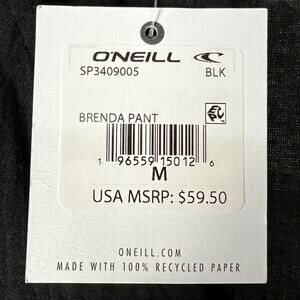 O'NEILL
SP3409005 BLK
BRENDA PANT
1 96559 15012 6
M
USA MSRP: $59.50
ONEILL.COM
MADE WITH 100% RECYCLED PAPER